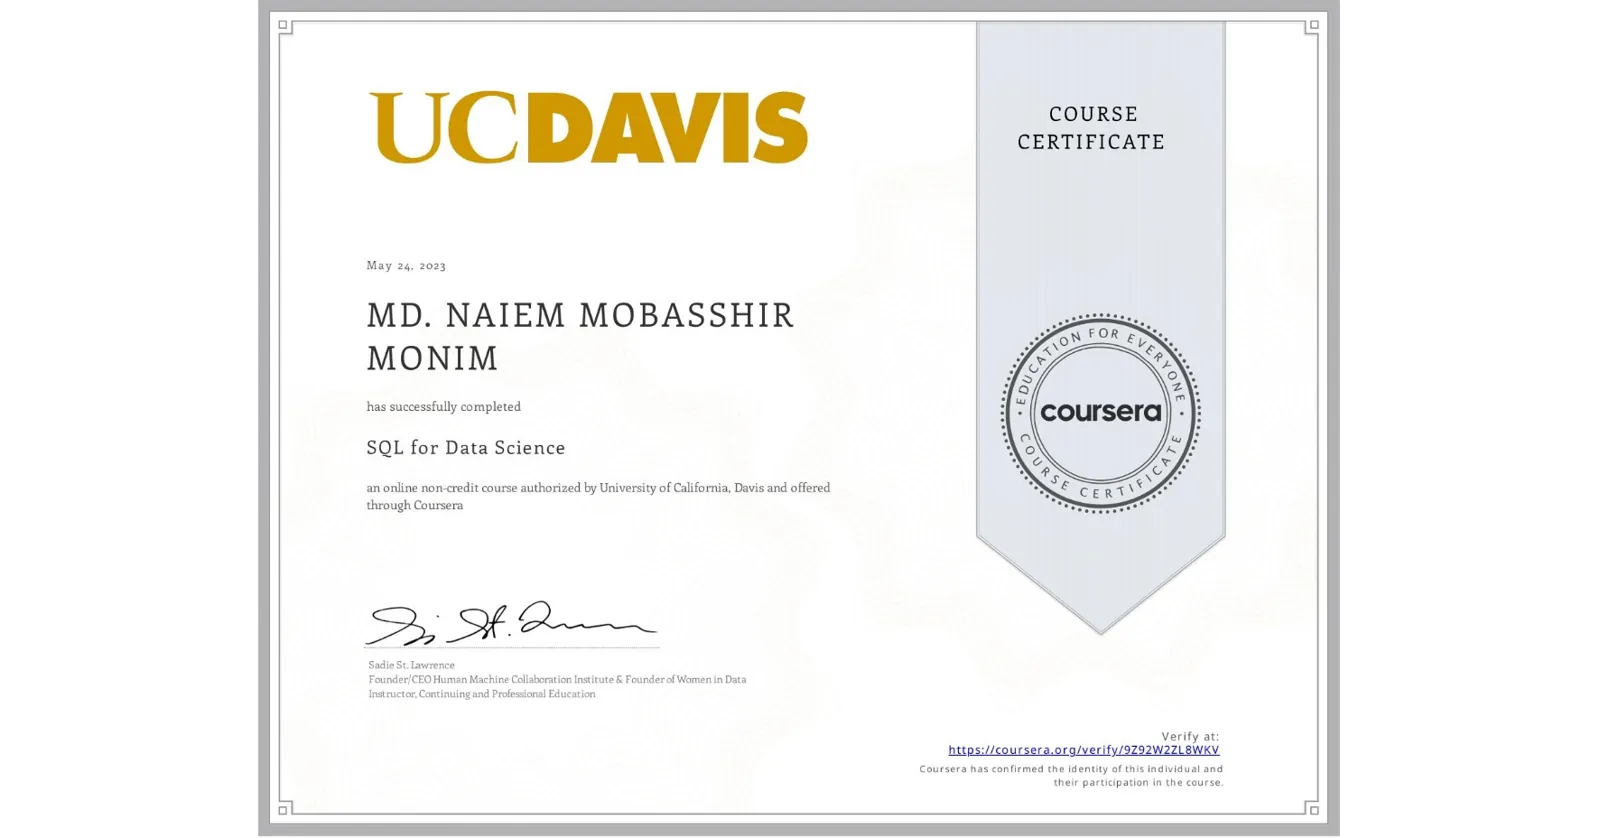 UCDAVIS
COURSE
CERTIFICATE
May 24, 2023
MD. NAIEM MOBASSHIR
MONIM
has successfully completed
SQL for Data Science
an online non-credit course authorized by University of California, Davis and offered
through Coursera
EDUCATION FOR EVERYONE
coursera
COURSE CERTIFICATE
Sadie St. Lawrence
Founder/CEO Human Machine Collaboration Institute & Founder of Women in Data
Instructor, Continuing and Professional Education
Verify at:
https://coursera.org/verify/9Z92W2ZL8WKV
Coursera has confirmed the identity of this individual and
their participation in the course.